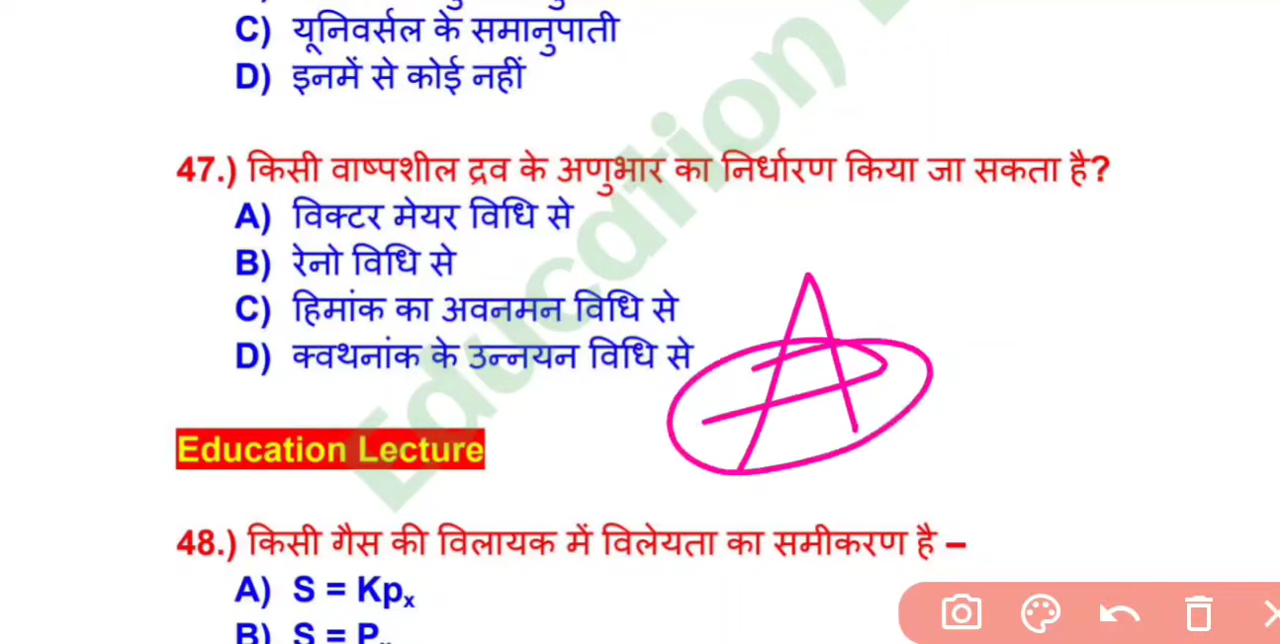 C) यूनिवर्सल के समानुपाती
D) इनमें से कोई नहीं
47.) किसी वाष्पशील द्रव के अणुभार का निर्धारण किया जा सकता है?
A) विक्टर मेयर विधि से
B) रेनो विधि से
C) हिमांक का अवनमन विधि से
D) क्वथनांक के उन्नयन विधि से
A
Education Lecture
Education
48.) किसी गैस की विलायक में विलेयता का समीकरण है –
A) S = Kpₓ
B) S = P